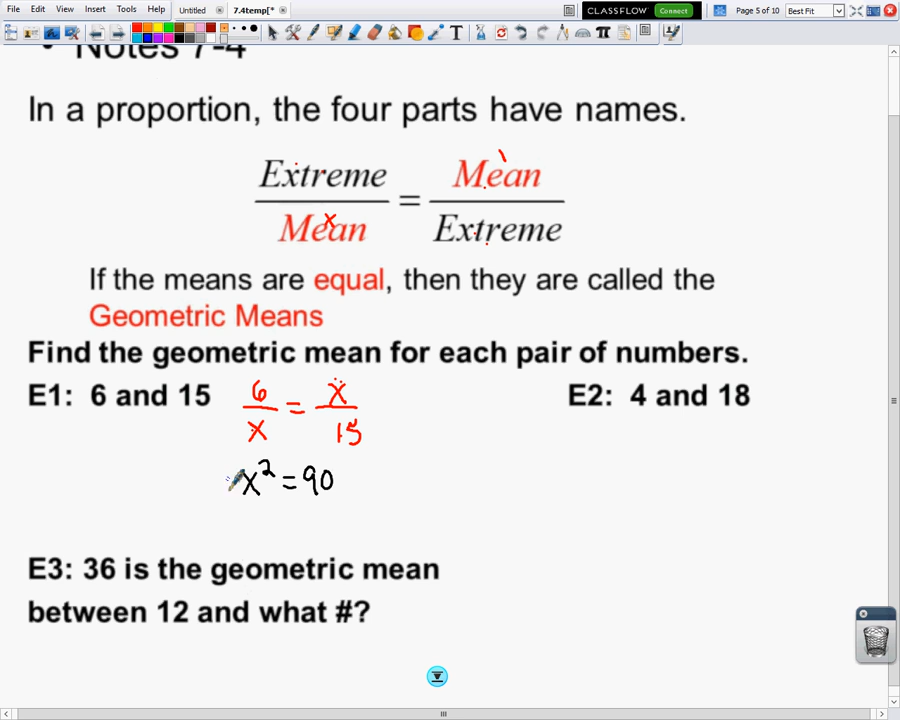 File Edit View Insert Tools Help Untitled 7.4temp[* CLASSFLOW Connect Page 5 of 10 Best Fit
Notes 7-4
In a proportion, the four parts have names.
Extreme Mean
=
Mean Extreme
If the means are equal, then they are called the
Geometric Means
Find the geometric mean for each pair of numbers.
E1: 6 and 15 6/x = x/15 E2: 4 and 18
x² = 90
E3: 36 is the geometric mean
between 12 and what #?